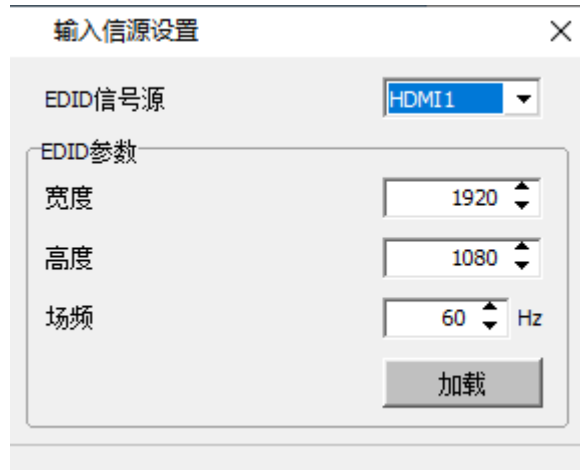 输入信源设置
EDID信号源 HDMI1
EDID参数
宽度 1920
高度 1080
场频 60 Hz
加载